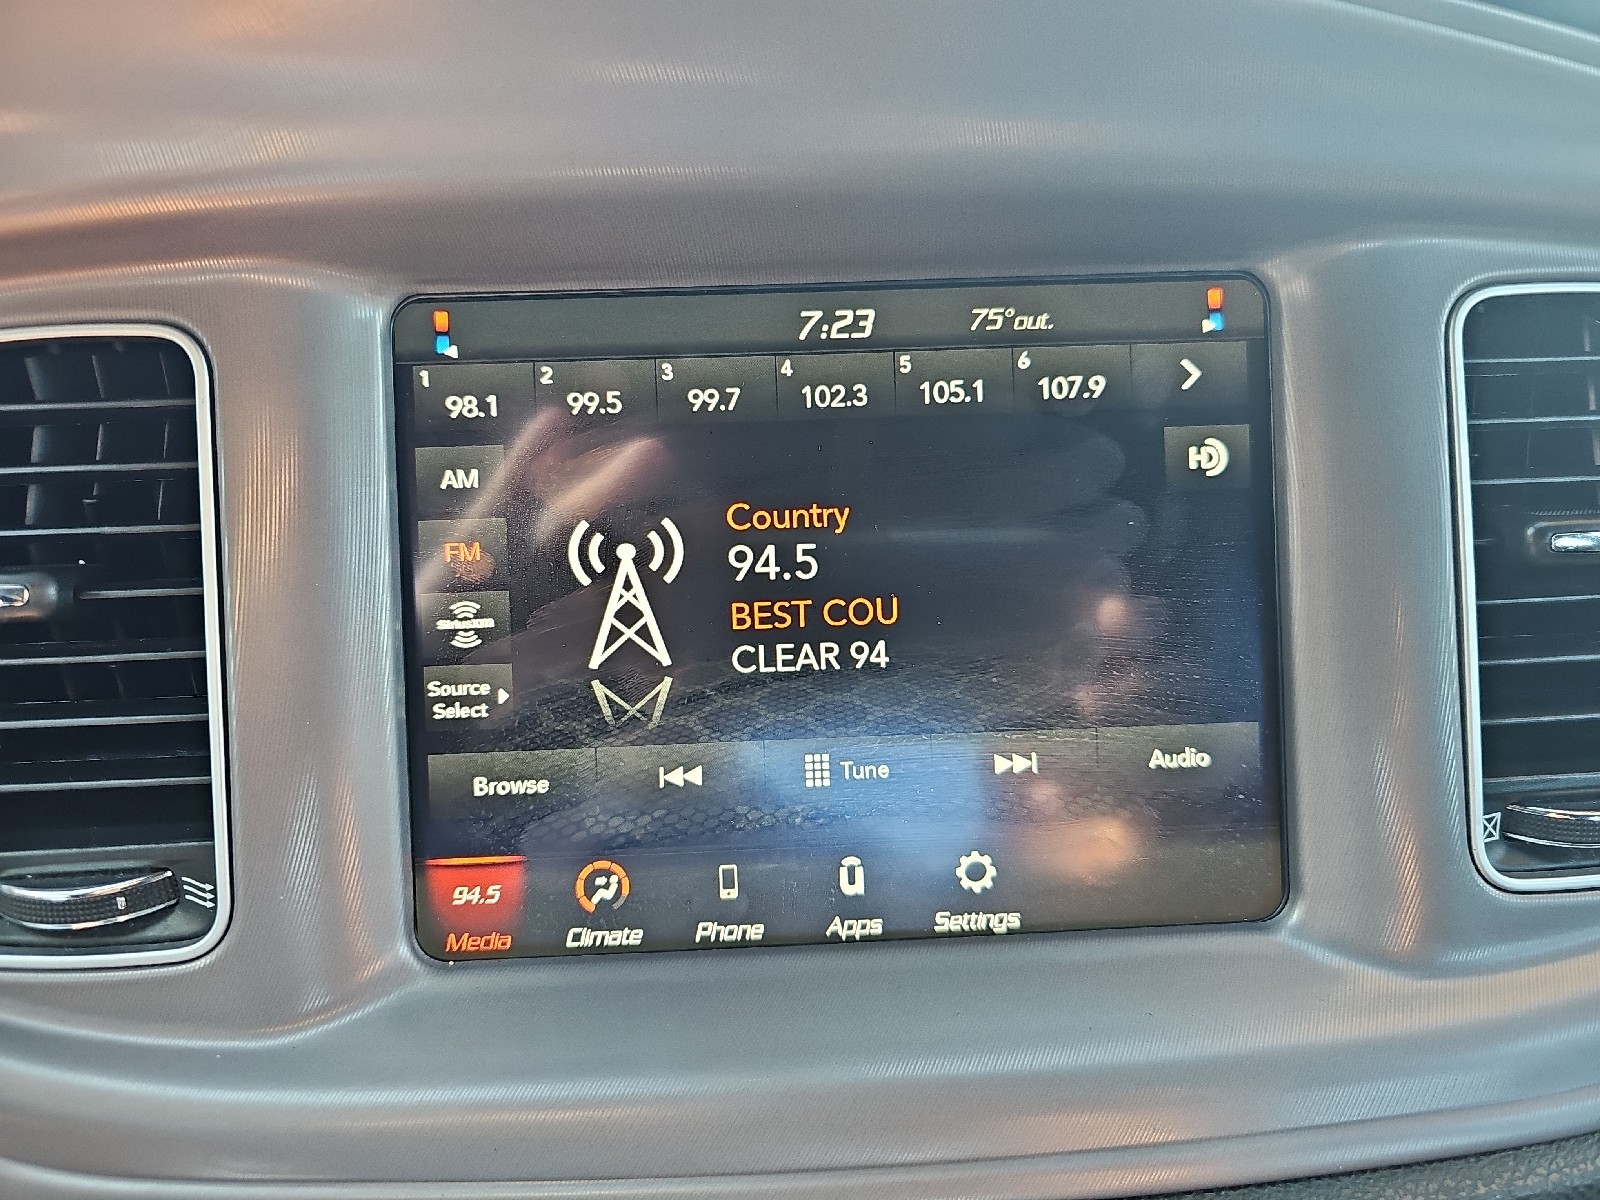 7:23 75°out.
1 2 3 4 5 6
98.1 99.5 99.7 102.3 105.1 107.9
AM
HD
FM
Country
94.5
SiriusXM
BEST COU
CLEAR 94
Source
Select
Browse Tune Audio
94.5
Media Climate Phone Apps Settings